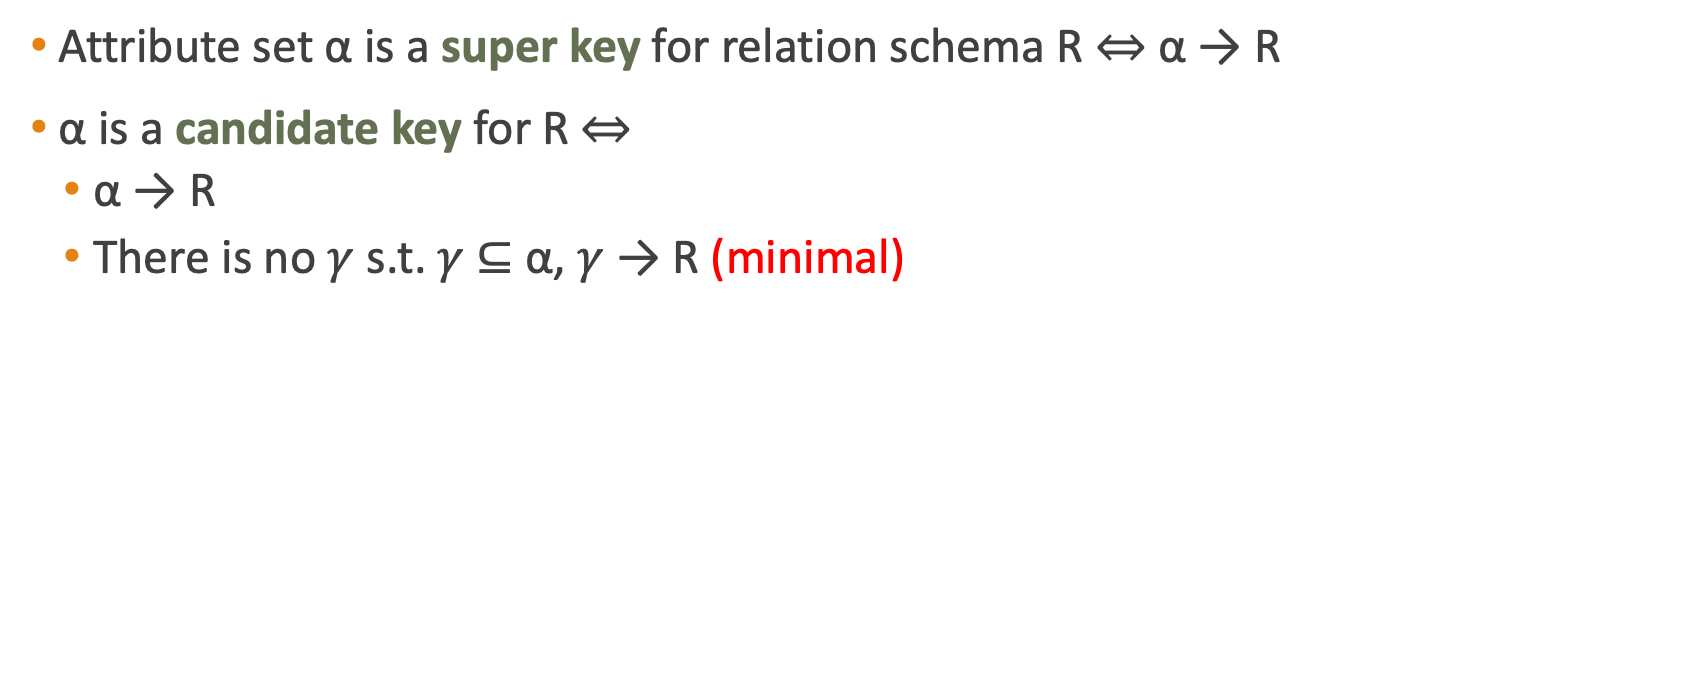 • Attribute set α is a super key for relation schema R ⇔ α → R
• α is a candidate key for R ⇔
• α → R
• There is no γ s.t. γ ⊆ α, γ → R (minimal)